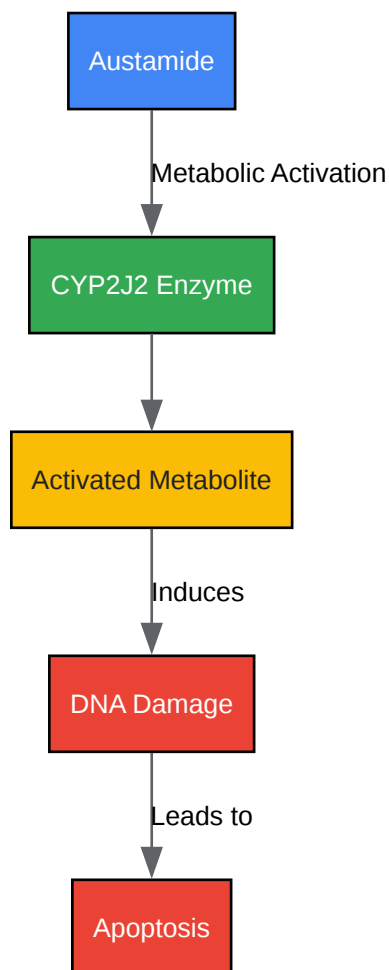 Austamide
Metabolic Activation
CYP2J2 Enzyme
Activated Metabolite
Induces
DNA Damage
Leads to
Apoptosis